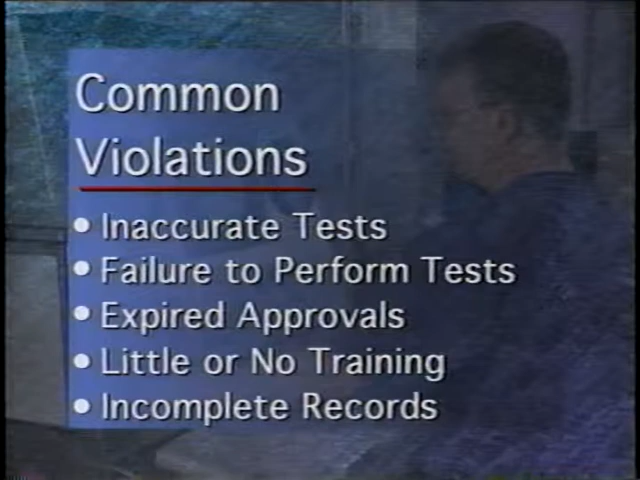 Common
Violations
• Inaccurate Tests
• Failure to Perform Tests
• Expired Approvals
• Little or No Training
• Incomplete Records